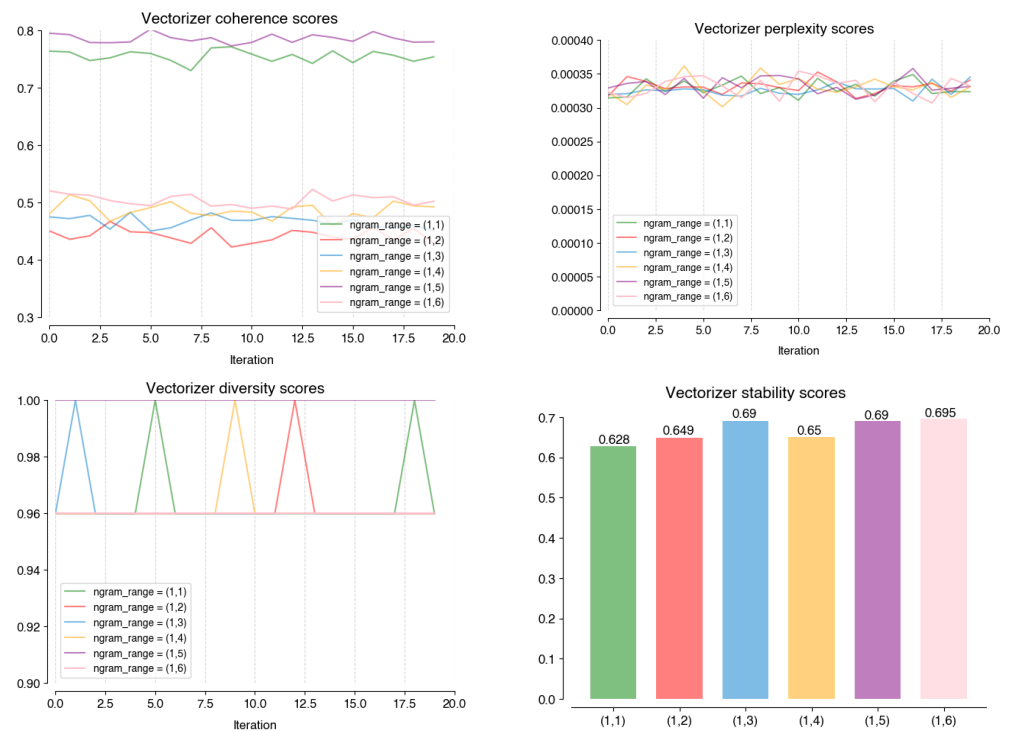 Vectorizer coherence scores
0.8
0.7
0.6
0.5
0.4
0.3
ngram_range = (1,1)
ngram_range = (1,2)
ngram_range = (1,3)
ngram_range = (1,4)
ngram_range = (1,5)
ngram_range = (1,6)
0.0 2.5 5.0 7.5 10.0 12.5 15.0 17.5 20.0
Iteration
Vectorizer perplexity scores
0.00040
0.00035
0.00030
0.00025
0.00020
0.00015
0.00010
0.00005
0.00000
ngram_range = (1,1)
ngram_range = (1,2)
ngram_range = (1,3)
ngram_range = (1,4)
ngram_range = (1,5)
ngram_range = (1,6)
0.0 2.5 5.0 7.5 10.0 12.5 15.0 17.5 20.0
Iteration
Vectorizer diversity scores
1.00
0.98
0.96
0.94
0.92
0.90
ngram_range = (1,1)
ngram_range = (1,2)
ngram_range = (1,3)
ngram_range = (1,4)
ngram_range = (1,5)
ngram_range = (1,6)
0.0 2.5 5.0 7.5 10.0 12.5 15.0 17.5 20.0
Iteration
Vectorizer stability scores
0.7
0.6
0.5
0.4
0.3
0.2
0.1
0.0
0.628 0.649 0.69 0.65 0.69 0.695
(1,1) (1,2) (1,3) (1,4) (1,5) (1,6)